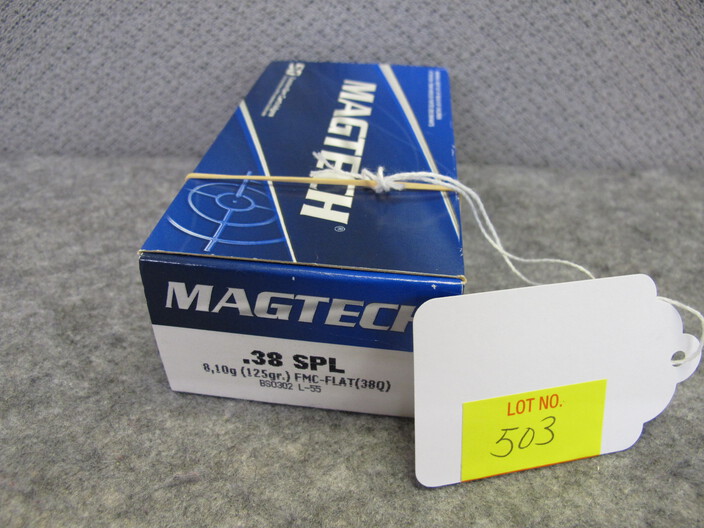 MAGTECH®
MAGTECH
.38 SPL
8,10g (125gr.) FMC-FLAT(38Q)
BS0302 L-55
LOT NO.
503